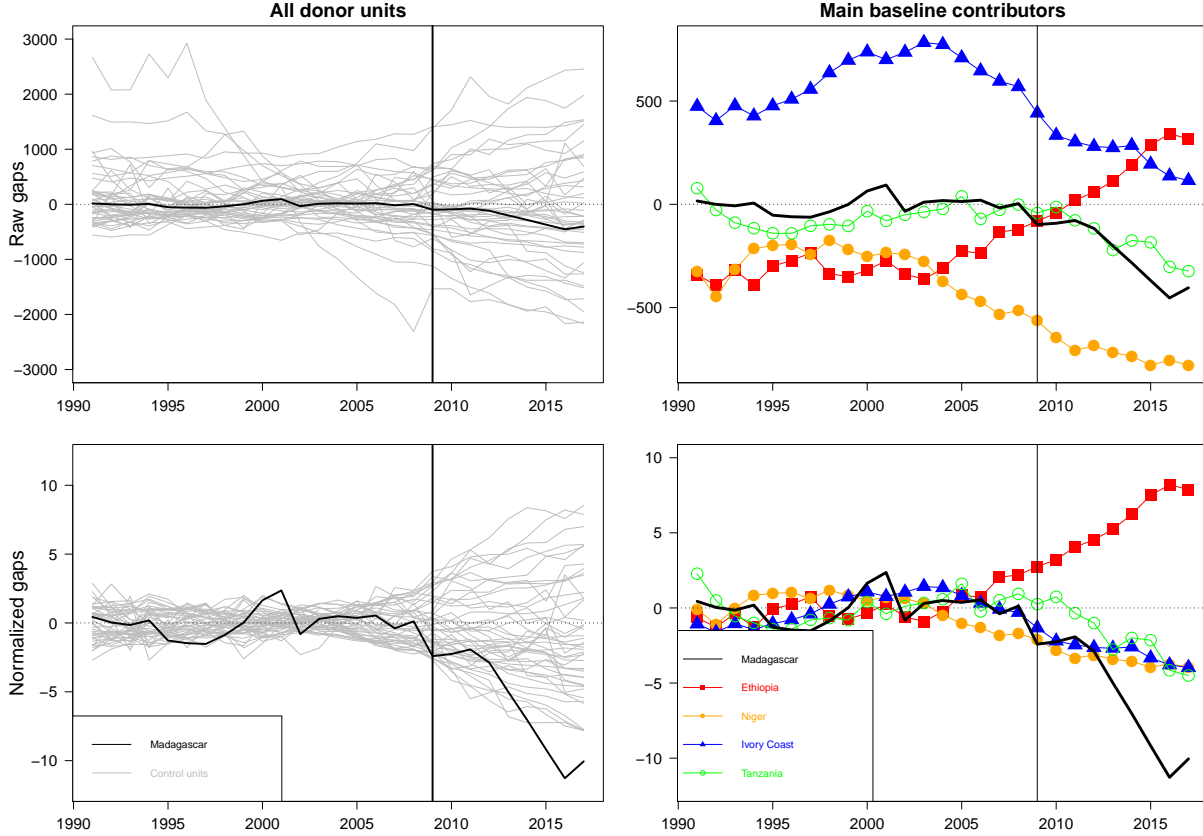 All donor units
Raw gaps
3000
2000
1000
0
−1000
−2000
−3000
1990 1995 2000 2005 2010 2015
Main baseline contributors
500
0
−500
1990 1995 2000 2005 2010 2015
Normalized gaps
10
5
0
−5
−10
Madagascar
Control units
1990 1995 2000 2005 2010 2015
10
5
0
−5
−10
Madagascar
Ethiopia
Niger
Ivory Coast
Tanzania
1990 1995 2000 2005 2010 2015